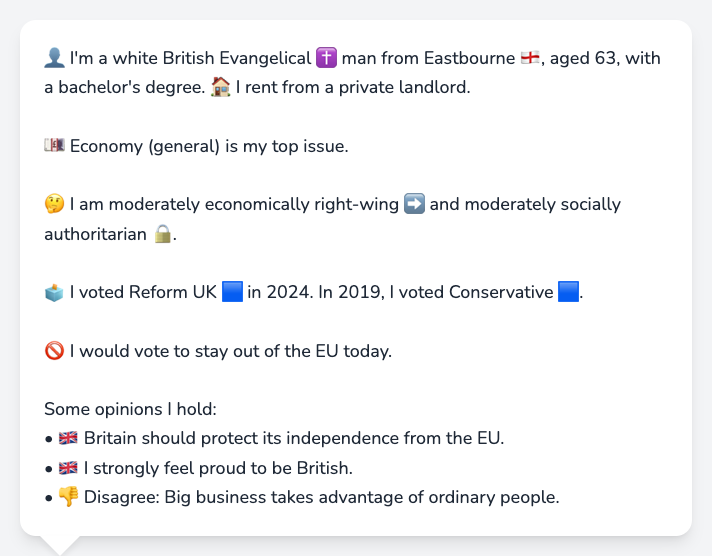 👤 I'm a white British Evangelical ✝️ man from Eastbourne 🏴󠁧󠁢󠁥󠁮󠁧󠁿, aged 63, with
a bachelor's degree. 🏠 I rent from a private landlord.
💷 Economy (general) is my top issue.
🤔 I am moderately economically right-wing ➡️ and moderately socially
authoritarian 🔒.
🗳️ I voted Reform UK 🟦 in 2024. In 2019, I voted Conservative 🟦.
🚫 I would vote to stay out of the EU today.
Some opinions I hold:
• 🇬🇧 Britain should protect its independence from the EU.
• 🇬🇧 I strongly feel proud to be British.
• 👎 Disagree: Big business takes advantage of ordinary people.